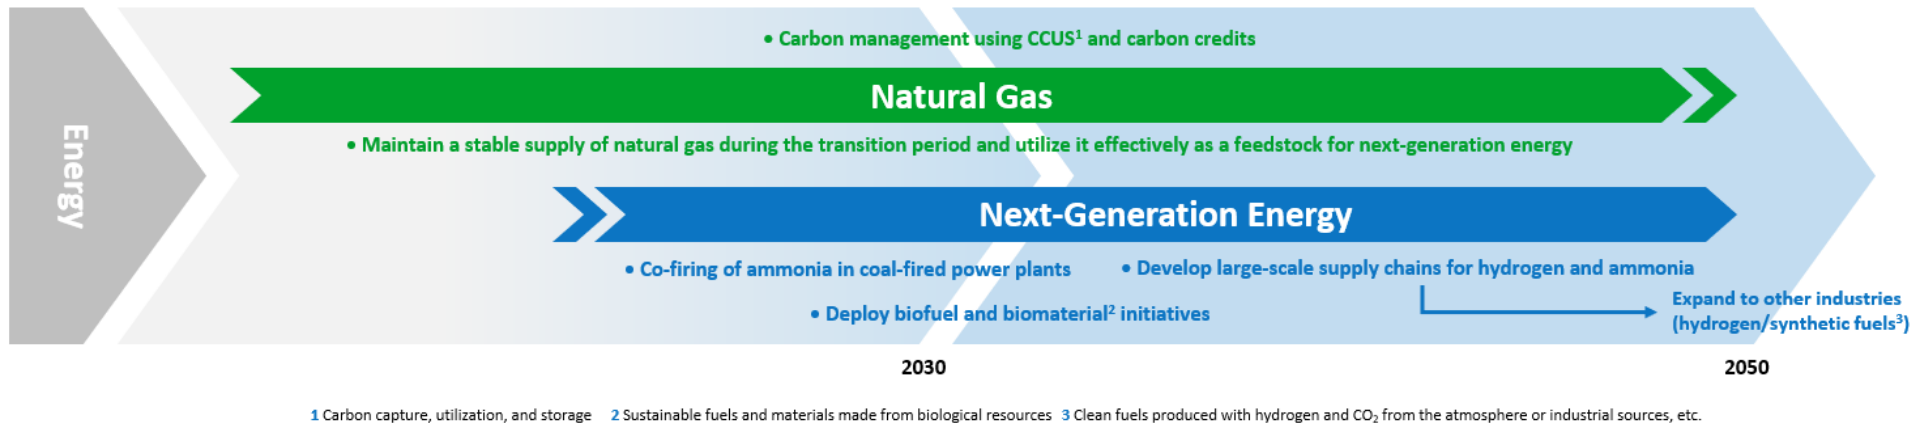 Energy
• Carbon management using CCUS¹ and carbon credits
Natural Gas
• Maintain a stable supply of natural gas during the transition period and utilize it effectively as a feedstock for next-generation energy
Next-Generation Energy
• Co-firing of ammonia in coal-fired power plants
• Develop large-scale supply chains for hydrogen and ammonia
• Deploy biofuel and biomaterial² initiatives
Expand to other industries
(hydrogen/synthetic fuels³)
2030
2050
1 Carbon capture, utilization, and storage 2 Sustainable fuels and materials made from biological resources 3 Clean fuels produced with hydrogen and CO₂ from the atmosphere or industrial sources, etc.